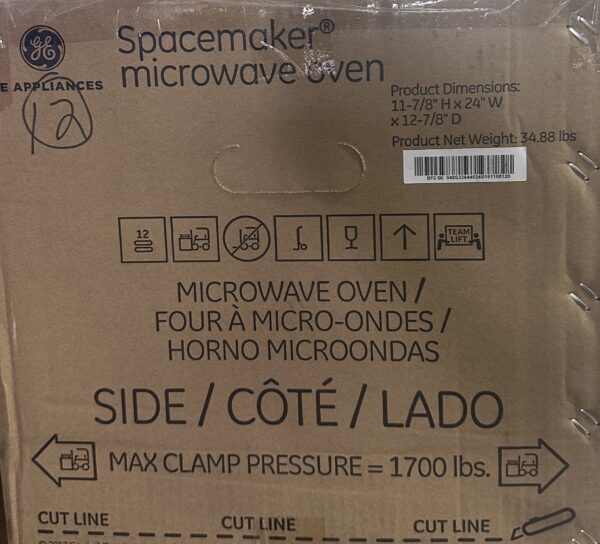 GE
E APPLIANCES
12
Spacemaker®
microwave oven
Product Dimensions:
11-7/8" H x 24" W
x 12-7/8" D
Product Net Weight: 34.88 lbs
12
TEAM
LIFT
MICROWAVE OVEN /
FOUR À MICRO-ONDES /
HORNO MICROONDAS
SIDE / CÔTÉ / LADO
MAX CLAMP PRESSURE = 1700 lbs.
CUT LINE CUT LINE CUT LINE